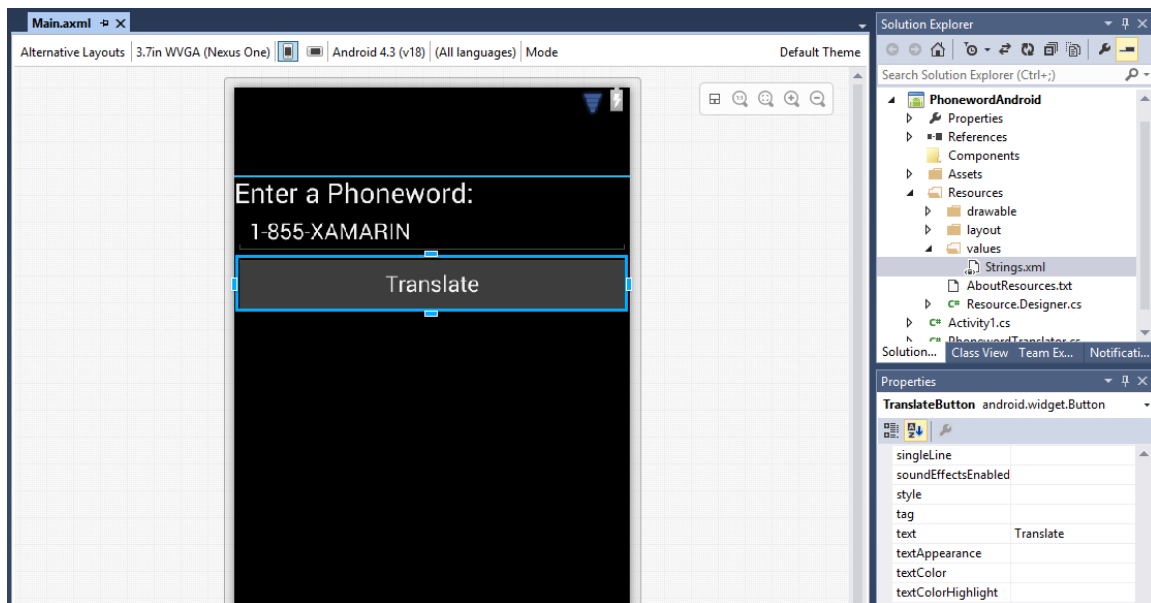 Main.axml
Alternative Layouts 3.7in WVGA (Nexus One) Android 4.3 (v18) (All languages) Mode Default Theme
Enter a Phoneword:
1-855-XAMARIN
Translate
Solution Explorer
Search Solution Explorer (Ctrl+;)
PhonewordAndroid
Properties
References
Components
Assets
Resources
drawable
layout
values
Strings.xml
AboutResources.txt
C# Resource.Designer.cs
C# Activity1.cs
C# PhonewordTranslator.cs
Solution... Class View Team Ex... Notificati...
Properties
TranslateButton android.widget.Button
singleLine
soundEffectsEnabled
style
tag
text Translate
textAppearance
textColor
textColorHighlight